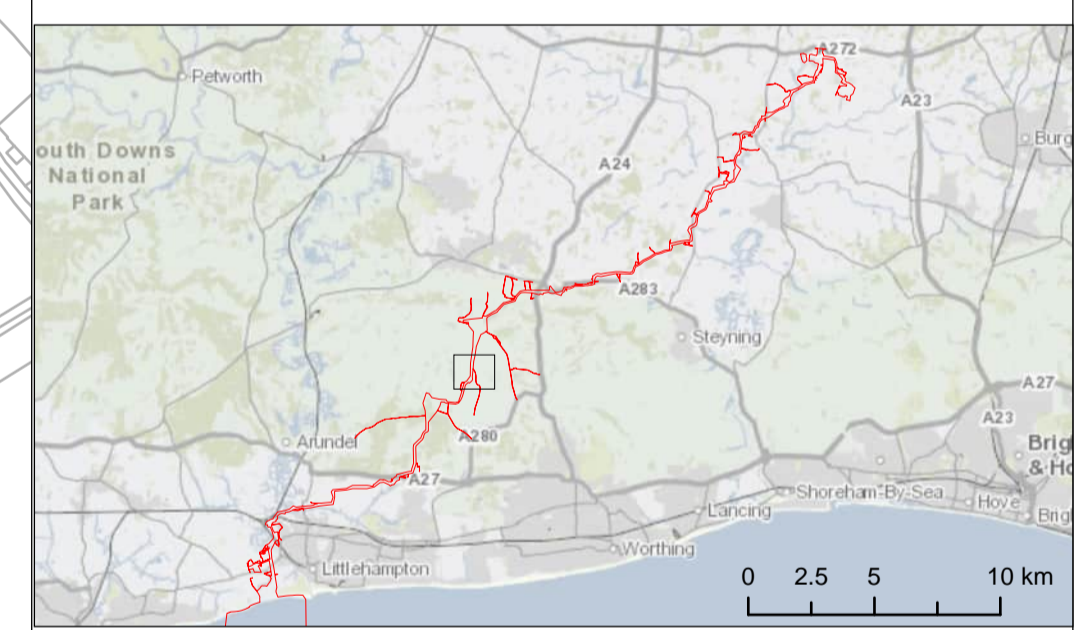 A272
Petworth
A23
Burg
outh Downs
National
Park
A24
A283
Steyning
A27
A23
Arundel
A280
Brig
& Ho
A27
Shoreham-By-Sea
Hove
Brig
Lancing
Worthing
Littlehampton
0 2.5 5 10 km